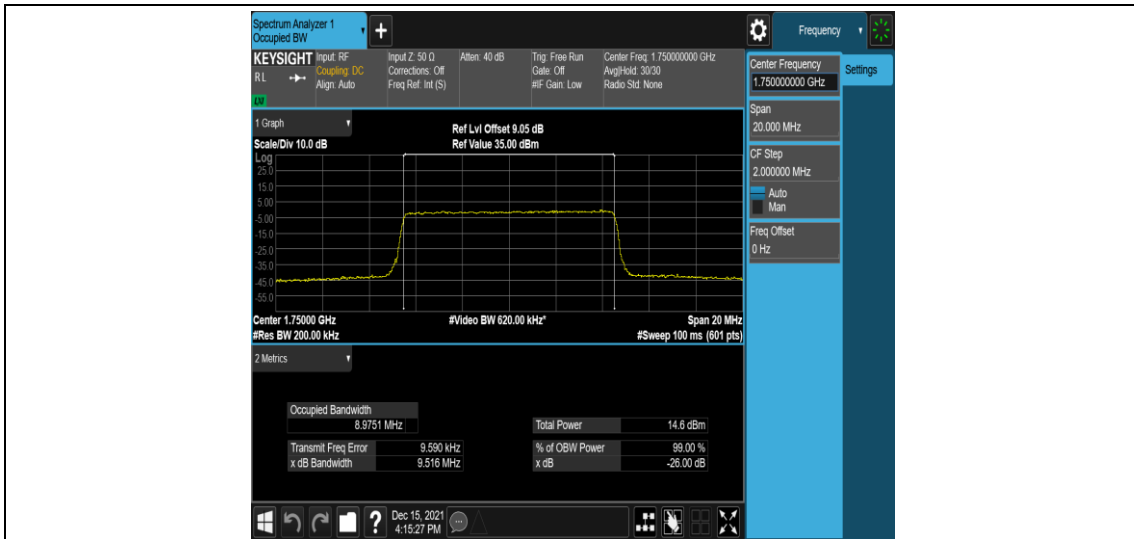 Spectrum Analyzer 1
Occupied BW
+
Frequency
KEYSIGHT
RL
LXI
Input: RF
Coupling: DC
Align: Auto
Input Z: 50 Ω
Corrections: Off
Freq Ref: Int (S)
Atten: 40 dB
Trig: Free Run
Gate: Off
#IF Gain: Low
Center Freq: 1.750000000 GHz
Avg|Hold: 30/30
Radio Std: None
Center Frequency
1.750000000 GHz
Settings
Span
20.000 MHz
CF Step
2.000000 MHz
Auto
Man
Freq Offset
0 Hz
1 Graph
Scale/Div 10.0 dB
Ref Lvl Offset 9.05 dB
Ref Value 35.00 dBm
Log
25.0
15.0
5.00
-5.00
-15.0
-25.0
-35.0
-45.0
-55.0
Center 1.75000 GHz
#Res BW 200.00 kHz
#Video BW 620.00 kHz*
Span 20 MHz
#Sweep 100 ms (601 pts)
2 Metrics
Occupied Bandwidth
8.9751 MHz
Total Power 14.6 dBm
Transmit Freq Error 9.590 kHz
% of OBW Power 99.00 %
x dB Bandwidth 9.516 MHz
x dB -26.00 dB
?
Dec 15, 2021
4:15:27 PM